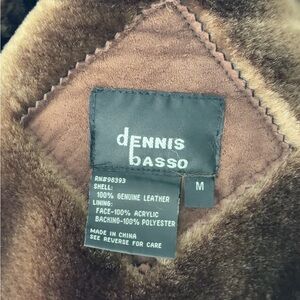 dENNIS
basso
M
RN#98393
SHELL:
100% GENUINE LEATHER
LINING:
FACE-100% ACRYLIC
BACKING-100% POLYESTER
MADE IN CHINA
SEE REVERSE FOR CARE